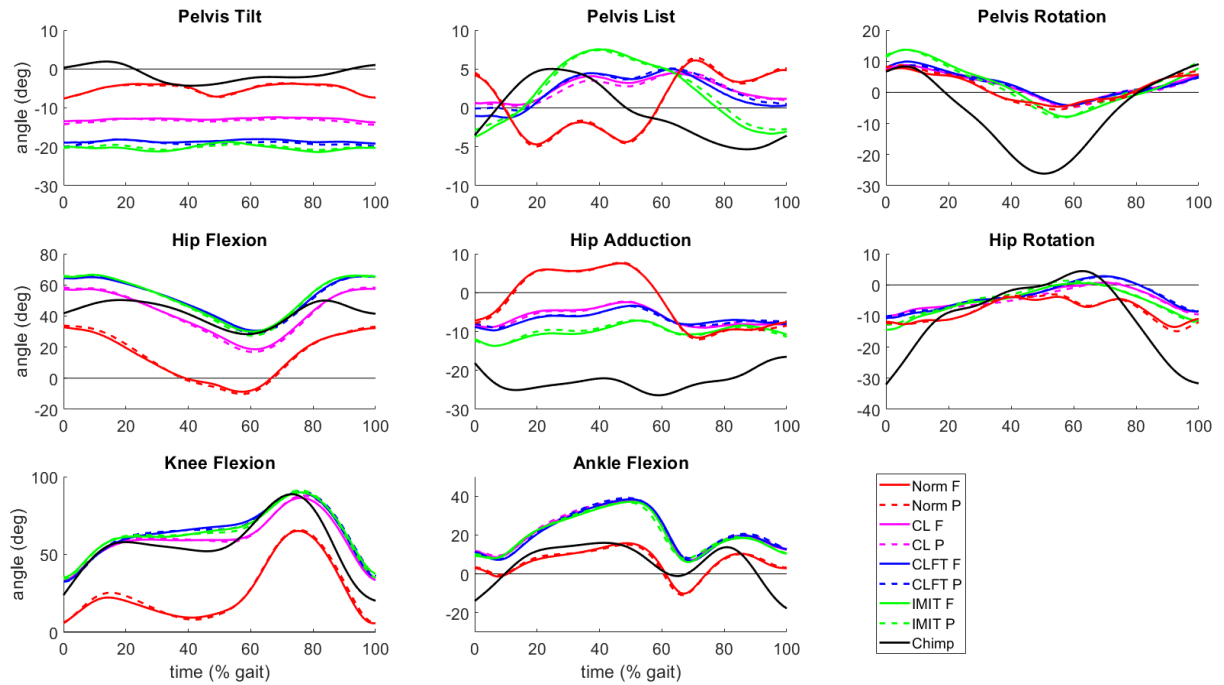 Pelvis Tilt
Pelvis List
Pelvis Rotation
10
0
-10
-20
-30
angle (deg)
0 20 40 60 80 100
10
5
0
-5
-10
0 20 40 60 80 100
20
10
0
-10
-20
-30
0 20 40 60 80 100
Hip Flexion
Hip Adduction
Hip Rotation
80
60
40
20
0
-20
angle (deg)
0 20 40 60 80 100
10
0
-10
-20
-30
0 20 40 60 80 100
10
0
-10
-20
-30
-40
0 20 40 60 80 100
Knee Flexion
Ankle Flexion
100
50
0
angle (deg)
0 20 40 60 80 100
time (% gait)
40
20
0
-20
0 20 40 60 80 100
time (% gait)
Norm F
Norm P
CL F
CL P
CLFT F
CLFT P
IMIT F
IMIT P
Chimp